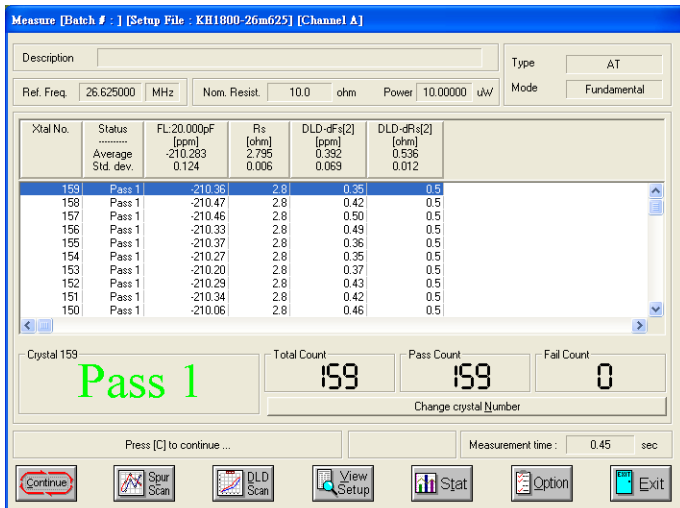 Measure [Batch # : ] [Setup File : KH1800-26m625] [Channel A]
Description
Type AT
Ref. Freq. 26.625000 MHz Nom. Resist. 10.0 ohm Power 10.00000 uW Mode Fundamental
Xtal No. Status FL:20.000pF Rs DLD-dFs[2] DLD-dRs[2]
---------- [ppm] [ohm] [ppm] [ohm]
Average -210.283 2.795 0.392 0.536
Std. dev. 0.124 0.006 0.069 0.012
159 Pass 1 -210.36 2.8 0.35 0.5
158 Pass 1 -210.47 2.8 0.42 0.5
157 Pass 1 -210.46 2.8 0.50 0.5
156 Pass 1 -210.33 2.8 0.49 0.5
155 Pass 1 -210.37 2.8 0.36 0.5
154 Pass 1 -210.27 2.8 0.35 0.5
153 Pass 1 -210.20 2.8 0.37 0.5
152 Pass 1 -210.29 2.8 0.43 0.5
151 Pass 1 -210.34 2.8 0.42 0.5
150 Pass 1 -210.06 2.8 0.46 0.5
Crystal 159 Total Count Pass Count Fail Count
Pass 1 159 159 0
Change crystal Number
Press [C] to continue ... Measurement time : 0.45 sec
Continue Spur Scan DLD Scan View Setup Stat Option EXIT Exit